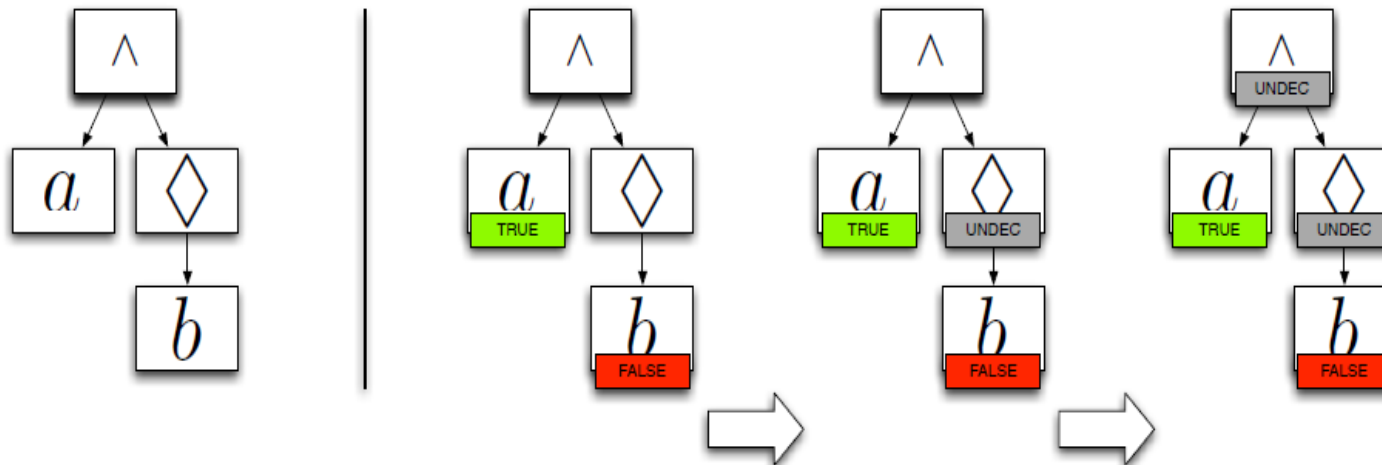 ∧ ∧ ∧ ∧
UNDEC
a ◊ a ◊ a ◊ a ◊
TRUE TRUE UNDEC TRUE UNDEC
b b b b
FALSE FALSE FALSE